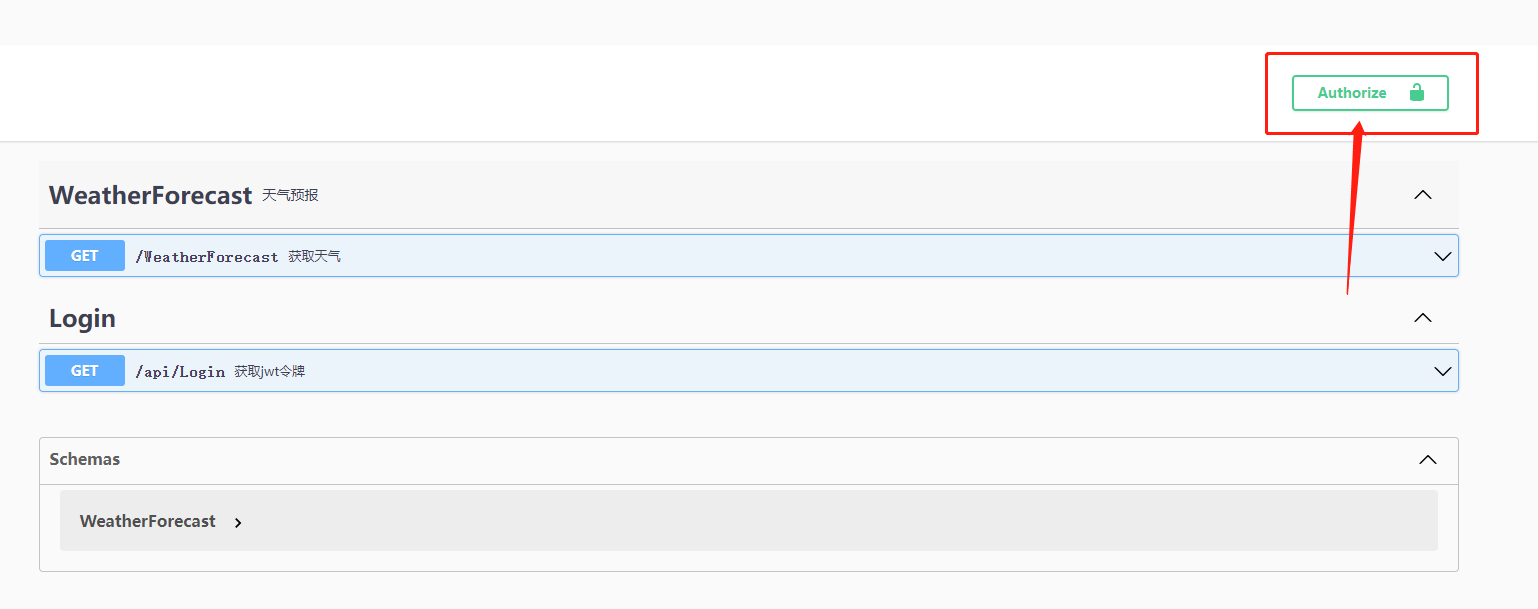 Authorize
WeatherForecast 天气预报
GET /WeatherForecast 获取天气
Login
GET /api/Login 获取jwt令牌
Schemas
WeatherForecast